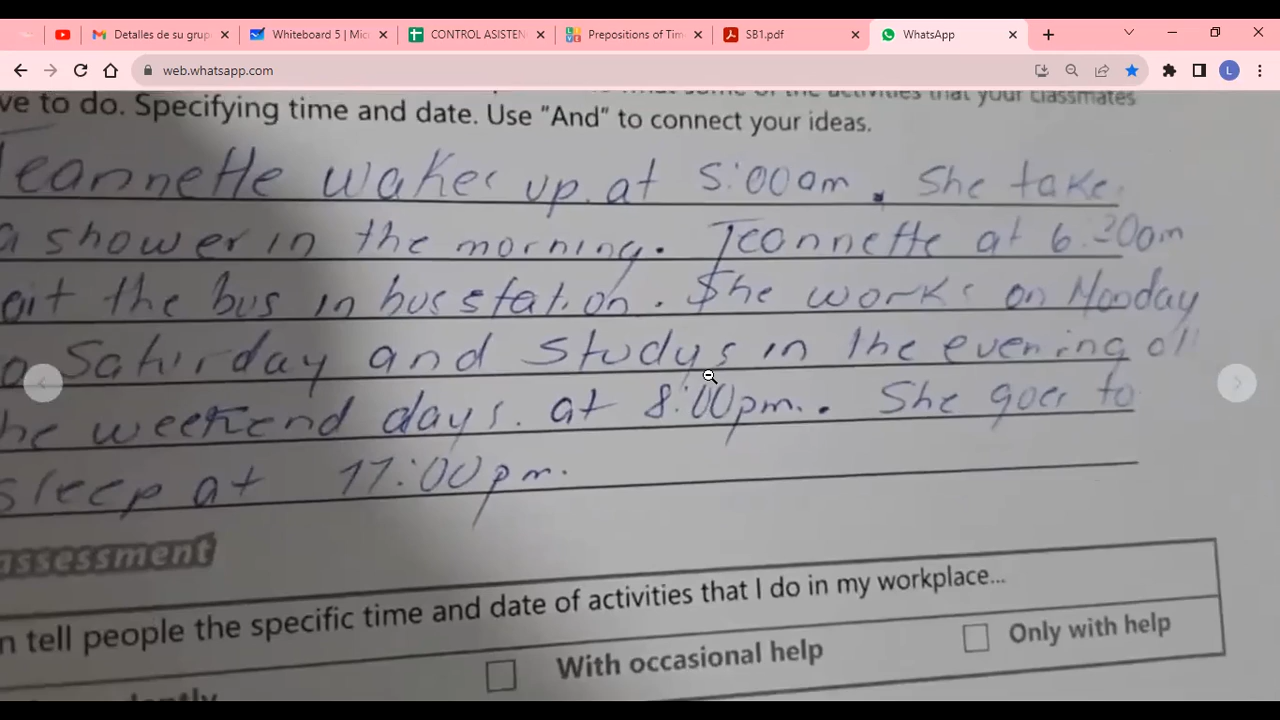 Detalles de su grup
Whiteboard 5 | Mic
CONTROL ASISTEN
Prepositions of Tim
SB1.pdf
WhatsApp
web.whatsapp.com
L
that your classmates
ve to do. Specifying time and date. Use "And" to connect your ideas.
Jeannette wakes up at 5:00am. She take
a shower in the morning. Jeannette at 6:30am
ait the bus in bus station. She works on Monday
o Saturday and studys in the evening all
he weekend days. at 8:00pm. She goes to
sleep at 11:00pm.
assessment
n tell people the specific time and date of activities that I do in my workplace...
With occasional help
Only with help